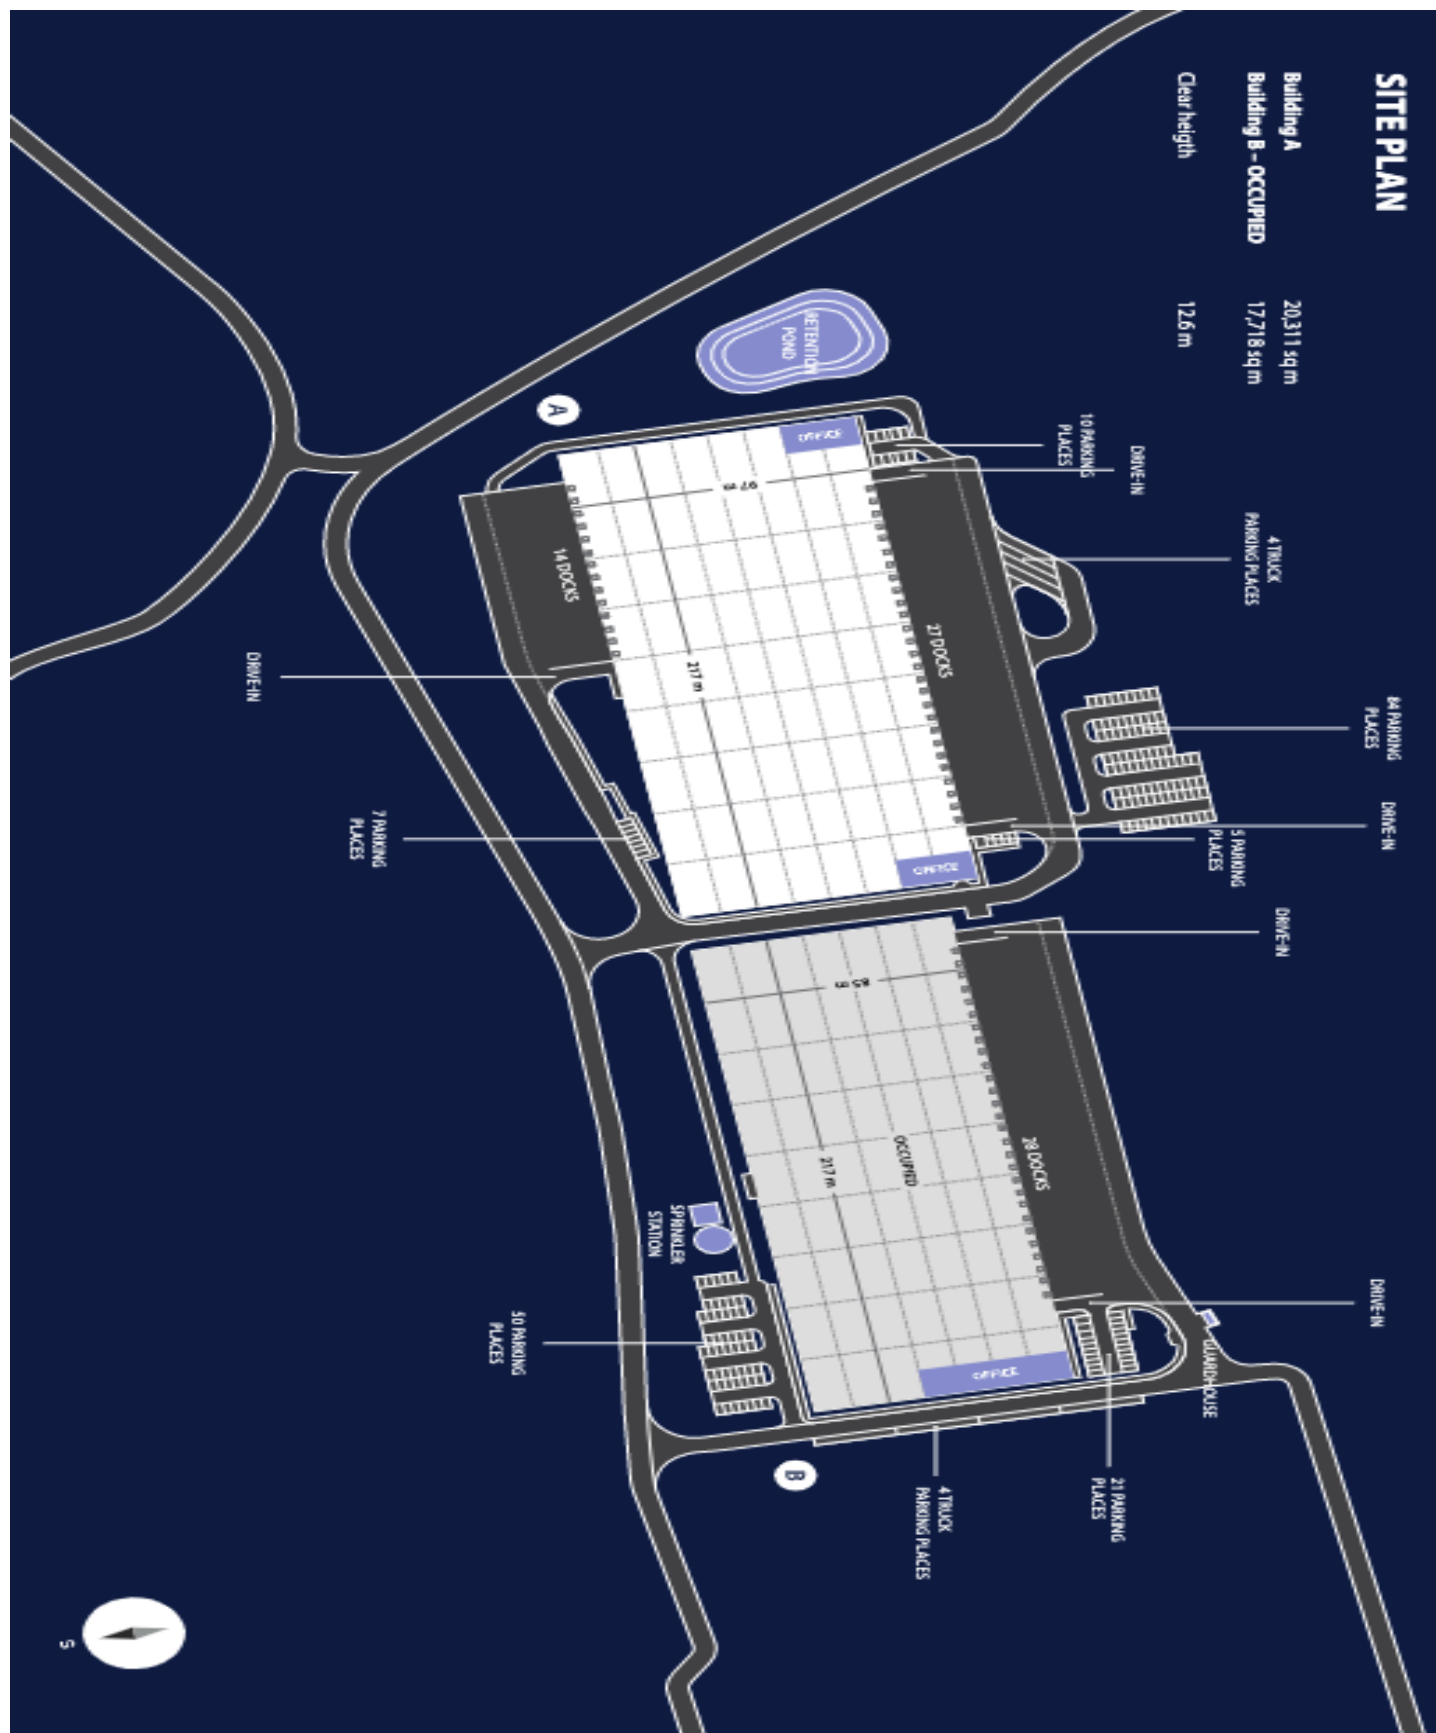 SITE PLAN
Building A 20,311 sq m
Building B – OCCUPIED 17,718 sq m
Clear heigth 12.6 m
84 PARKING
PLACES
DRIVE-IN
DRIVE-IN
4 TRUCK
PARKING PLACES
5 PARKING
PLACES
DRIVE-IN
DRIVE-IN
10 PARKING
PLACES
GUARDHOUSE
21 PARKING
PLACES
27 DOCKS
28 DOCKS
4 TRUCK
PARKING PLACES
RETENTION
POND
OFFICE
OFFICE
OFFICE
97 m
217 m
85 m
OCCUPIED
217 m
A
B
14 DOCKS
SPRINKLER
STATION
50 PARKING
PLACES
7 PARKING
PLACES
DRIVE-IN
S